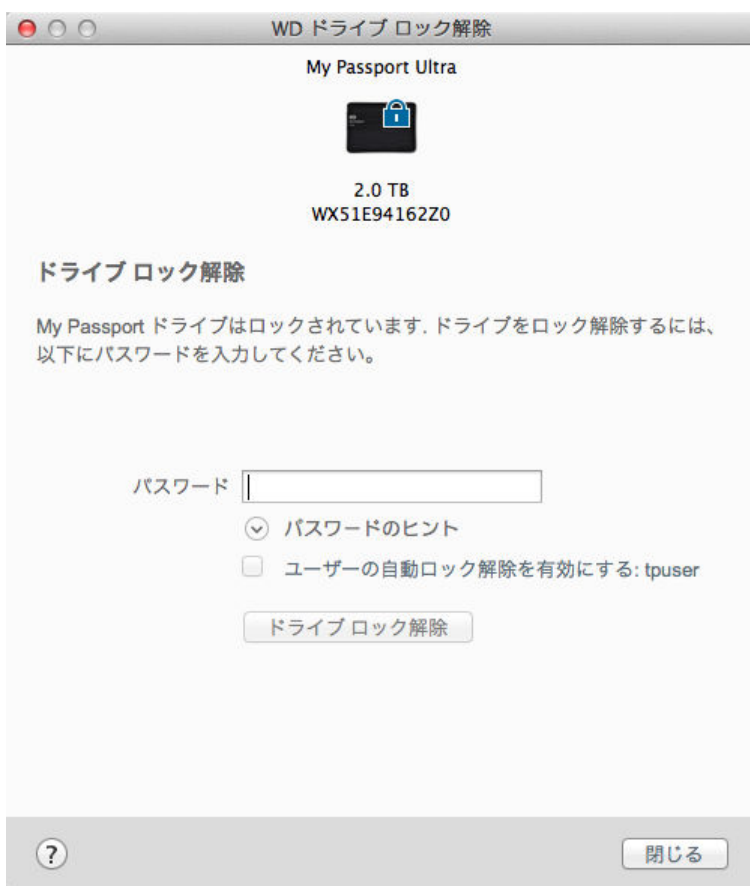 WD ドライブ ロック解除
My Passport Ultra
2.0 TB
WX51E94162Z0
ドライブ ロック解除
My Passport ドライブはロックされています. ドライブをロック解除するには、
以下にパスワードを入力してください。
パスワード
パスワードのヒント
ユーザーの自動ロック解除を有効にする: tpuser
ドライブ ロック解除
?
閉じる